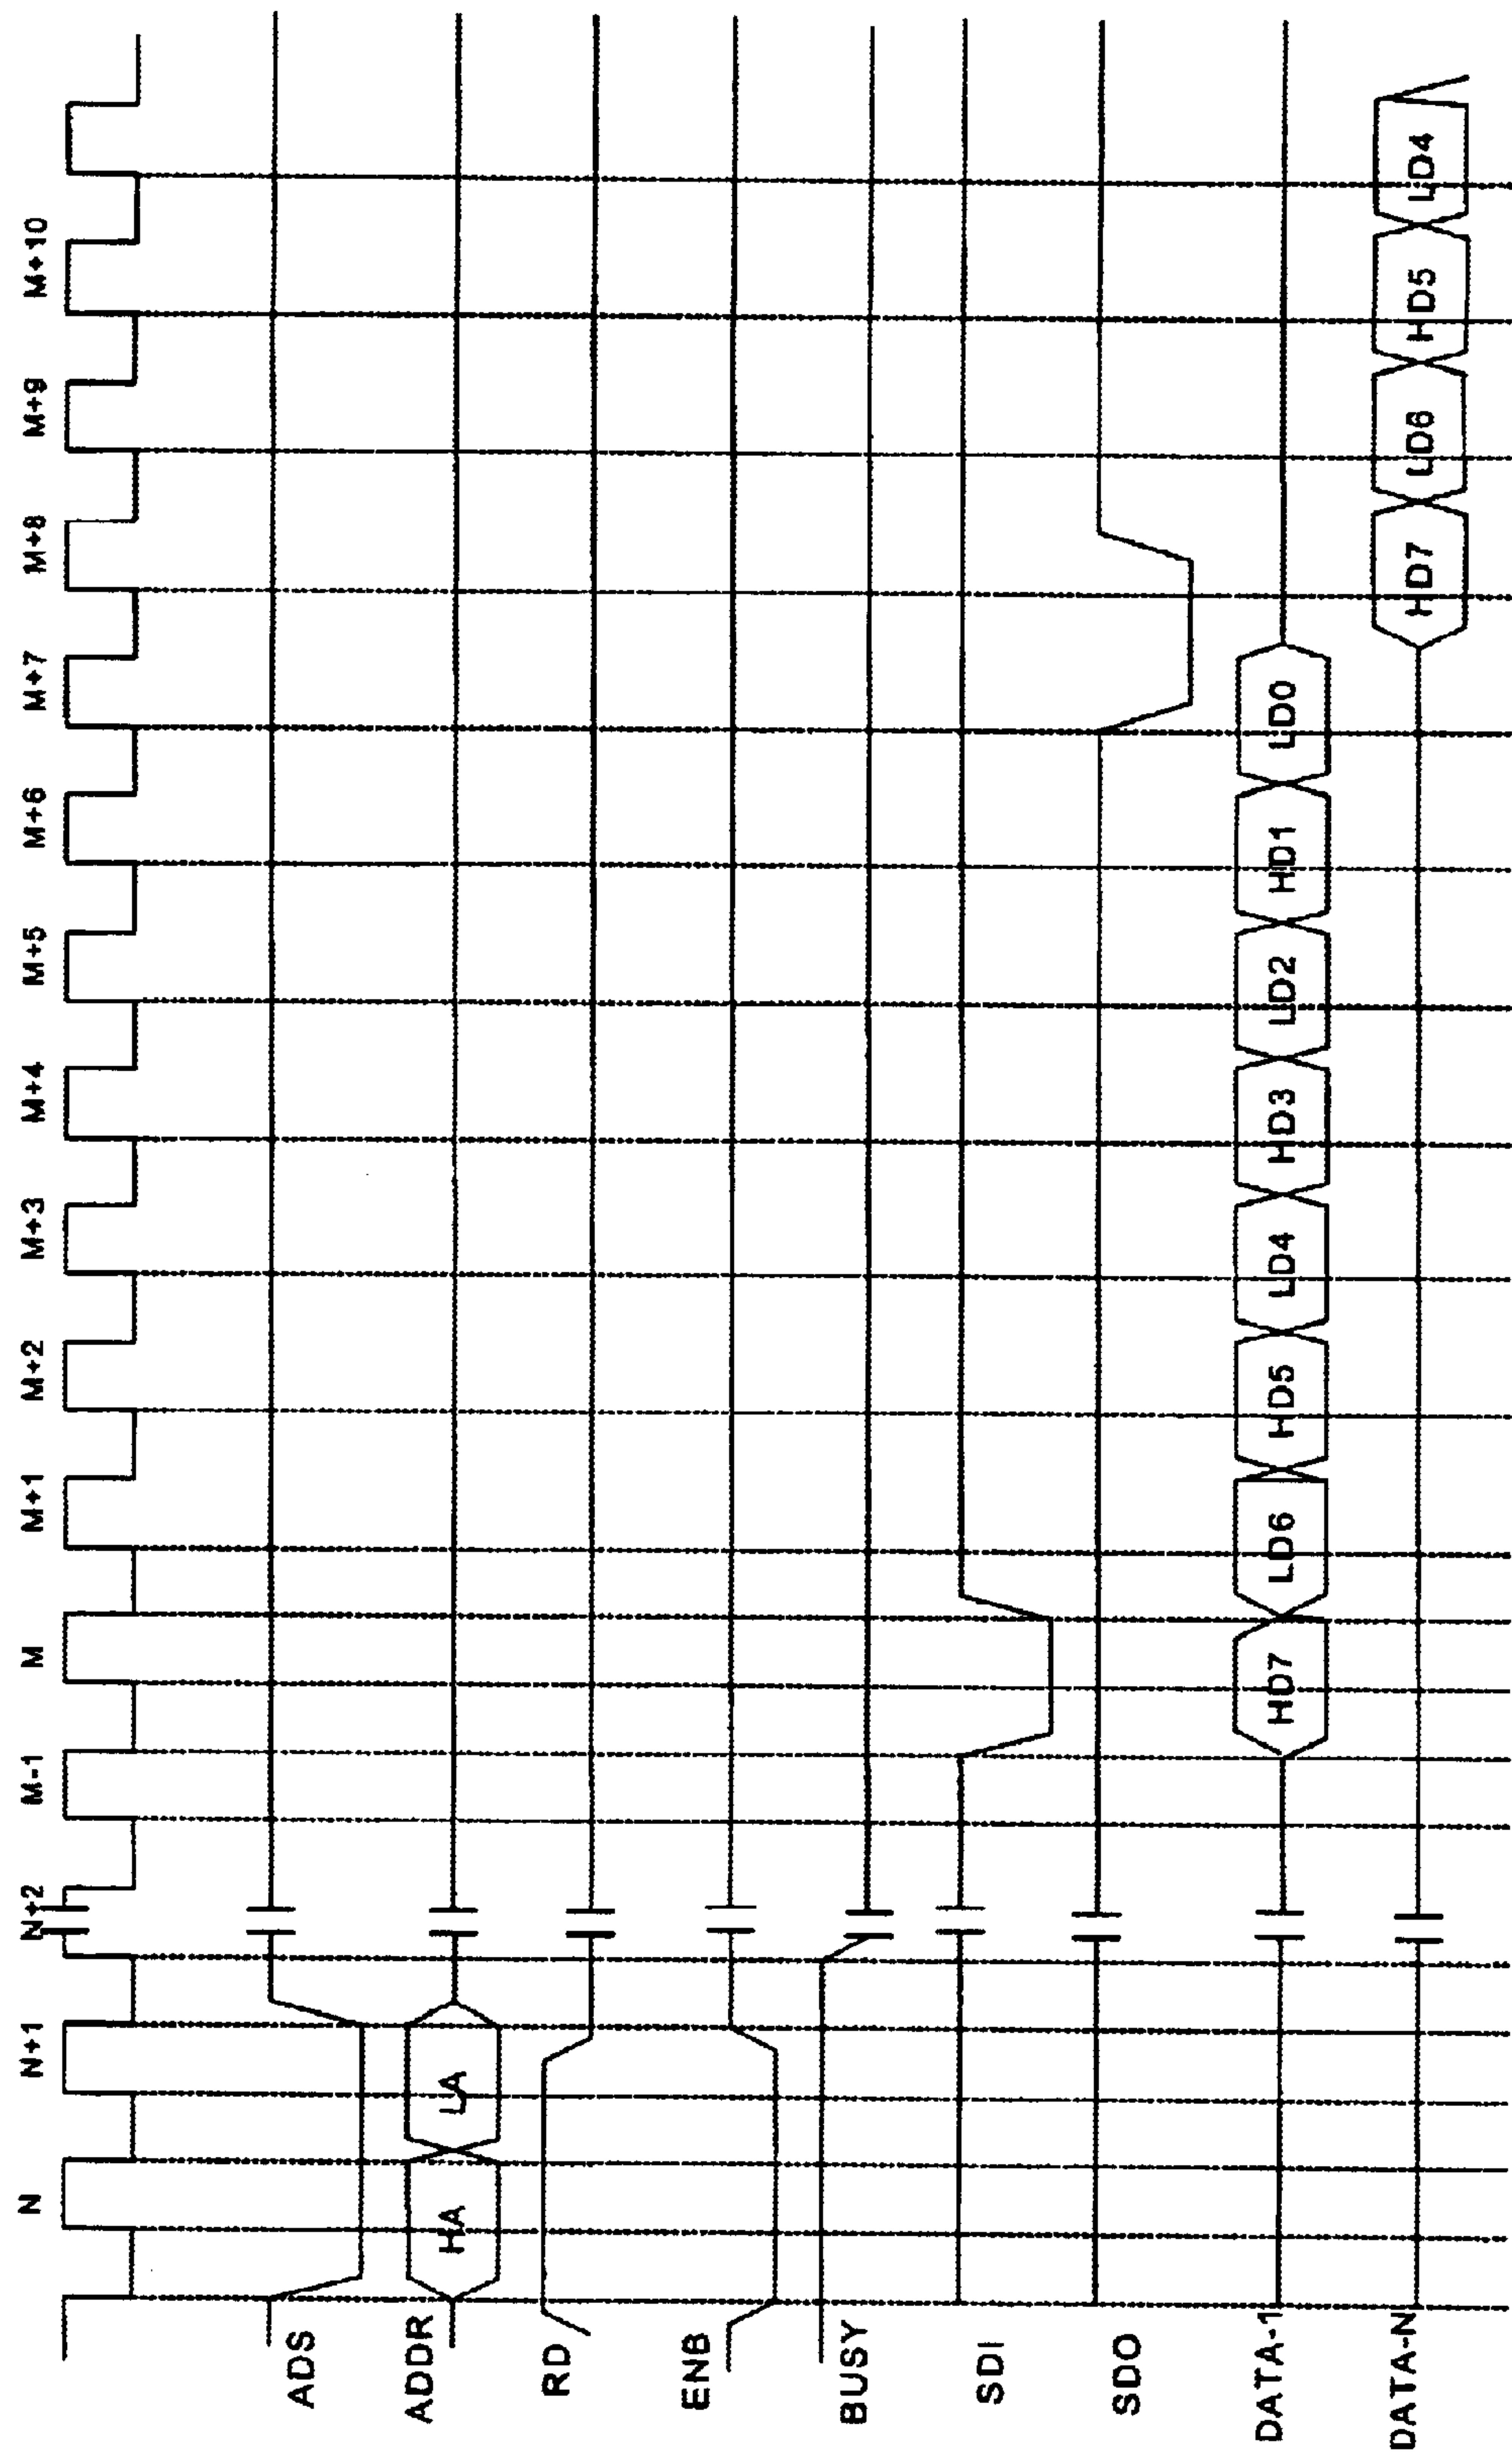 N N+1 N+2 M-1 M M+1 M+2 M+3 M+4 M+5 M+6 M+7 M+8 M+9 M+10
ADS
ADDR HA LA
RD
ENB
BUSY
SDI
SDO
DATA-1 HD7 LD6 HD5 LD4 HD3 LD2 HD1 LD0
DATA-N HD7 LD6 HD5 LD4